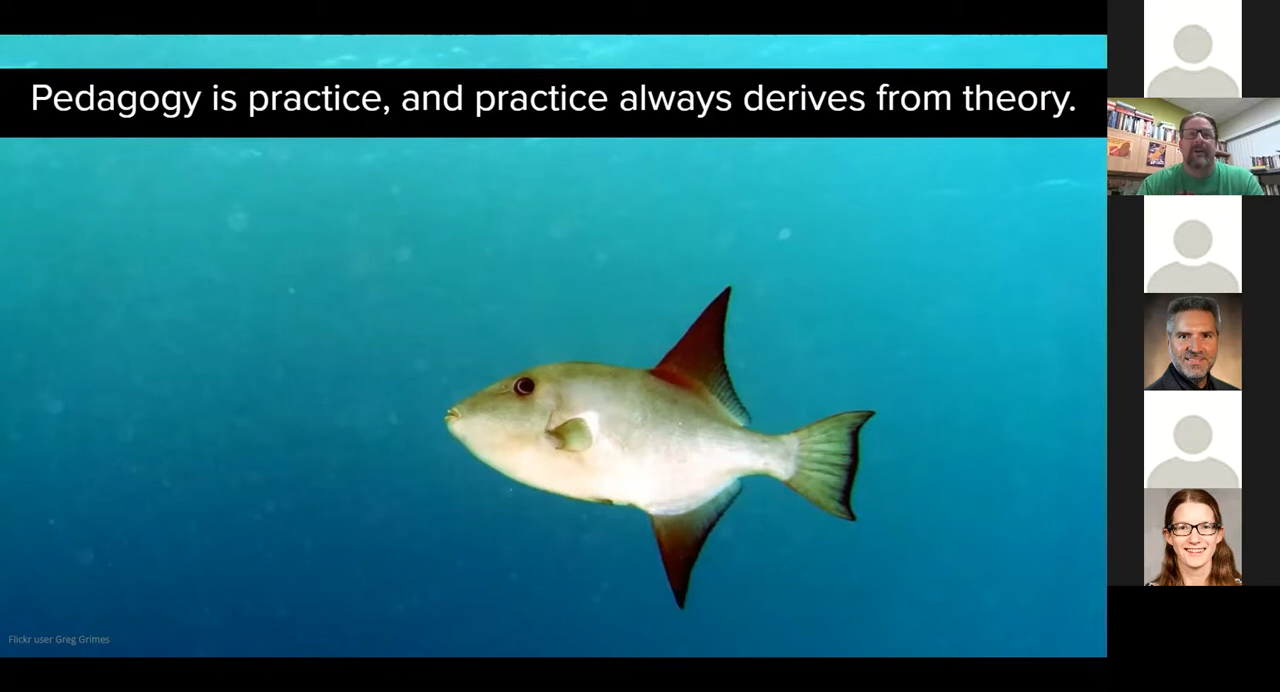 Pedagogy is practice, and practice always derives from theory.
Flickr user Greg Grimes